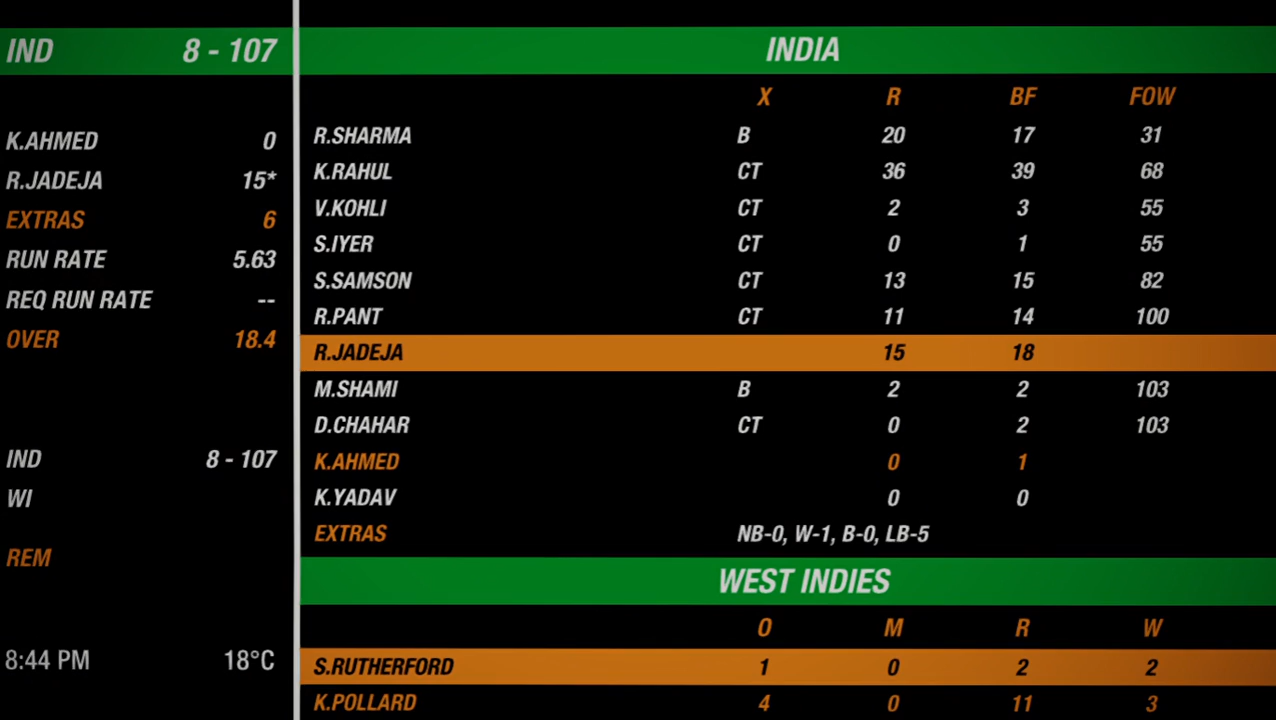 IND 8 - 107
K.AHMED 0
R.JADEJA 15*
EXTRAS 6
RUN RATE 5.63
REQ RUN RATE --
OVER 18.4
IND 8 - 107
WI
REM
8:44 PM 18°C
INDIA
X R BF FOW
R.SHARMA B 20 17 31
K.RAHUL CT 36 39 68
V.KOHLI CT 2 3 55
S.IYER CT 0 1 55
S.SAMSON CT 13 15 82
R.PANT CT 11 14 100
R.JADEJA 15 18
M.SHAMI B 2 2 103
D.CHAHAR CT 0 2 103
K.AHMED 0 1
K.YADAV 0 0
EXTRAS NB-0, W-1, B-0, LB-5
WEST INDIES
O M R W
S.RUTHERFORD 1 0 2 2
K.POLLARD 4 0 11 3